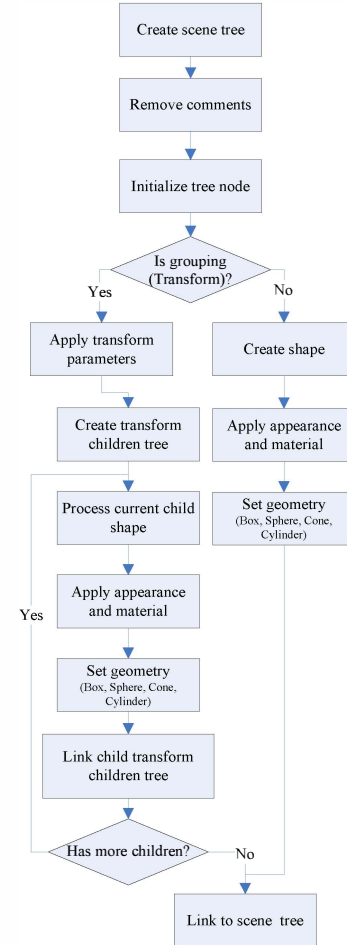 Create scene tree
Remove comments
Initialize tree node
Is grouping
(Transform)?
Yes
No
Apply transform
parameters
Create shape
Create transform
children tree
Apply appearance
and material
Process current child
shape
Set geometry
(Box, Sphere, Cone,
Cylinder)
Apply appearance
and material
Yes
Set geometry
(Box, Sphere, Cone,
Cylinder)
Link child transform
children tree
Has more children?
No
Link to scene tree